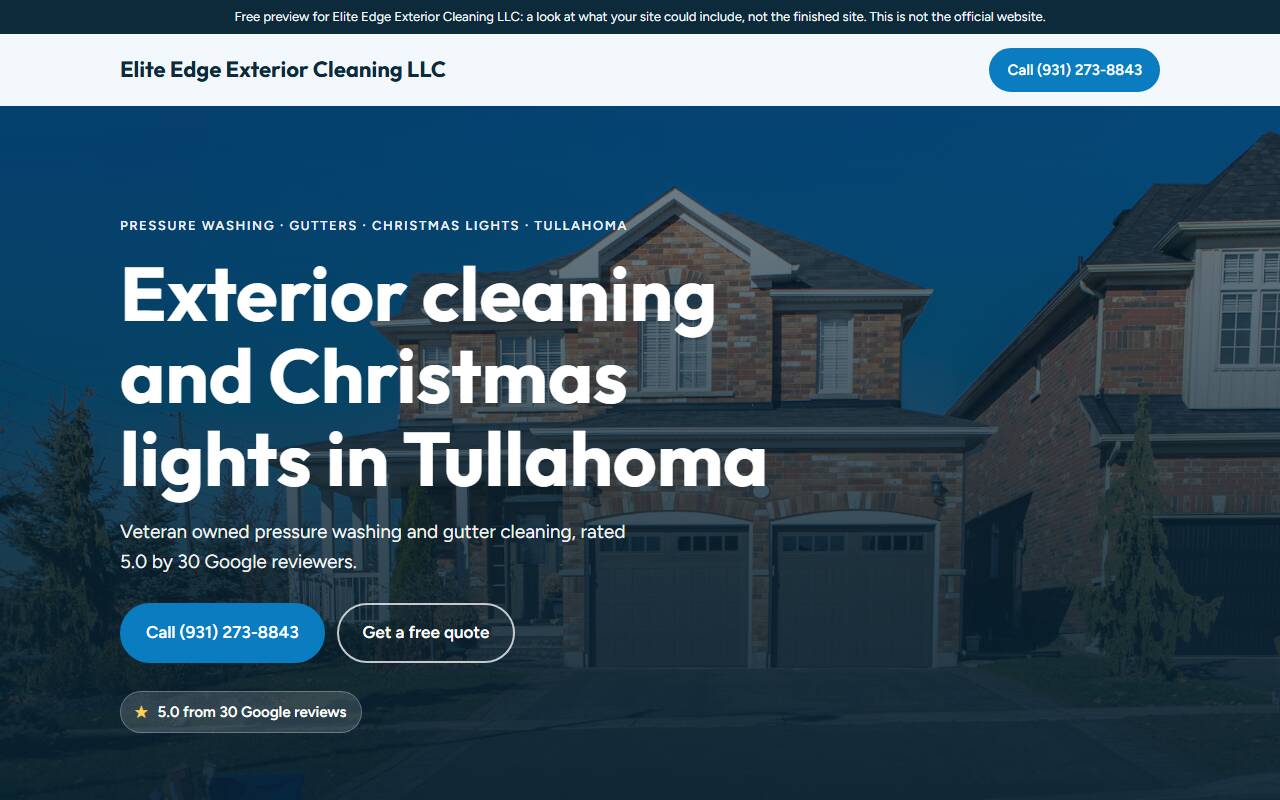 Free preview for Elite Edge Exterior Cleaning LLC: a look at what your site could include, not the finished site. This is not the official website.
Elite Edge Exterior Cleaning LLC
Call (931) 273-8843
PRESSURE WASHING · GUTTERS · CHRISTMAS LIGHTS · TULLAHOMA
Exterior cleaning
and Christmas
lights in Tullahoma
Veteran owned pressure washing and gutter cleaning, rated
5.0 by 30 Google reviewers.
Call (931) 273-8843
Get a free quote
★ 5.0 from 30 Google reviews